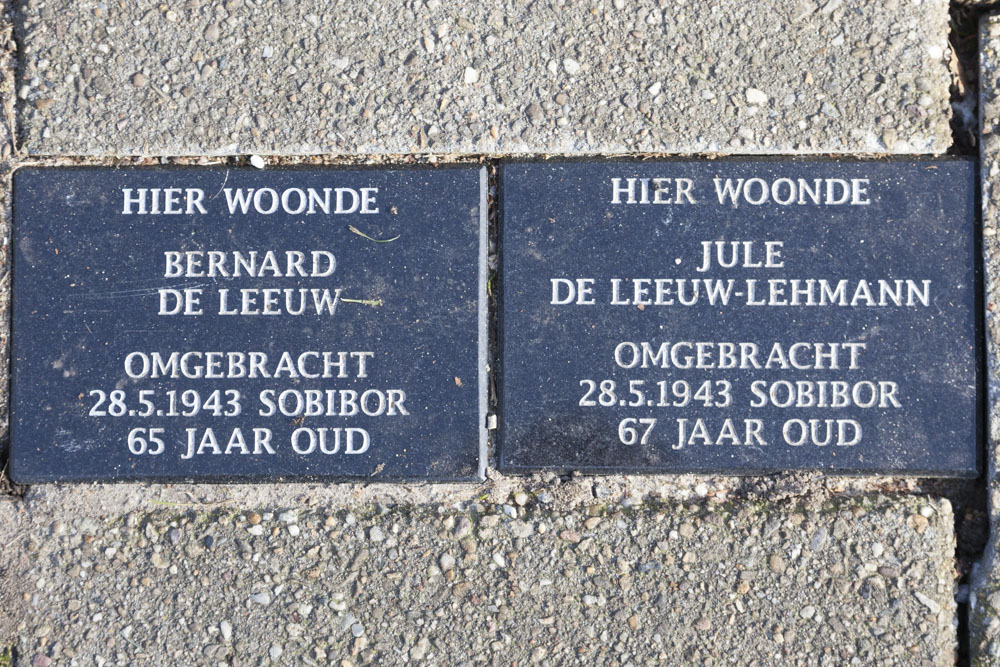 HIER WOONDE
BERNARD
DE LEEUW
OMGEBRACHT
28.5.1943 SOBIBOR
65 JAAR OUD
HIER WOONDE
JULE
DE LEEUW-LEHMANN
OMGEBRACHT
28.5.1943 SOBIBOR
67 JAAR OUD